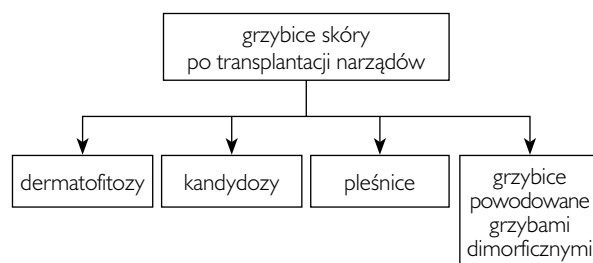 grzybice skóry
po transplantacji narządów
dermatofitozy
kandydozy
pleśnice
grzybice
powodowane
grzybami
dimorficznymi